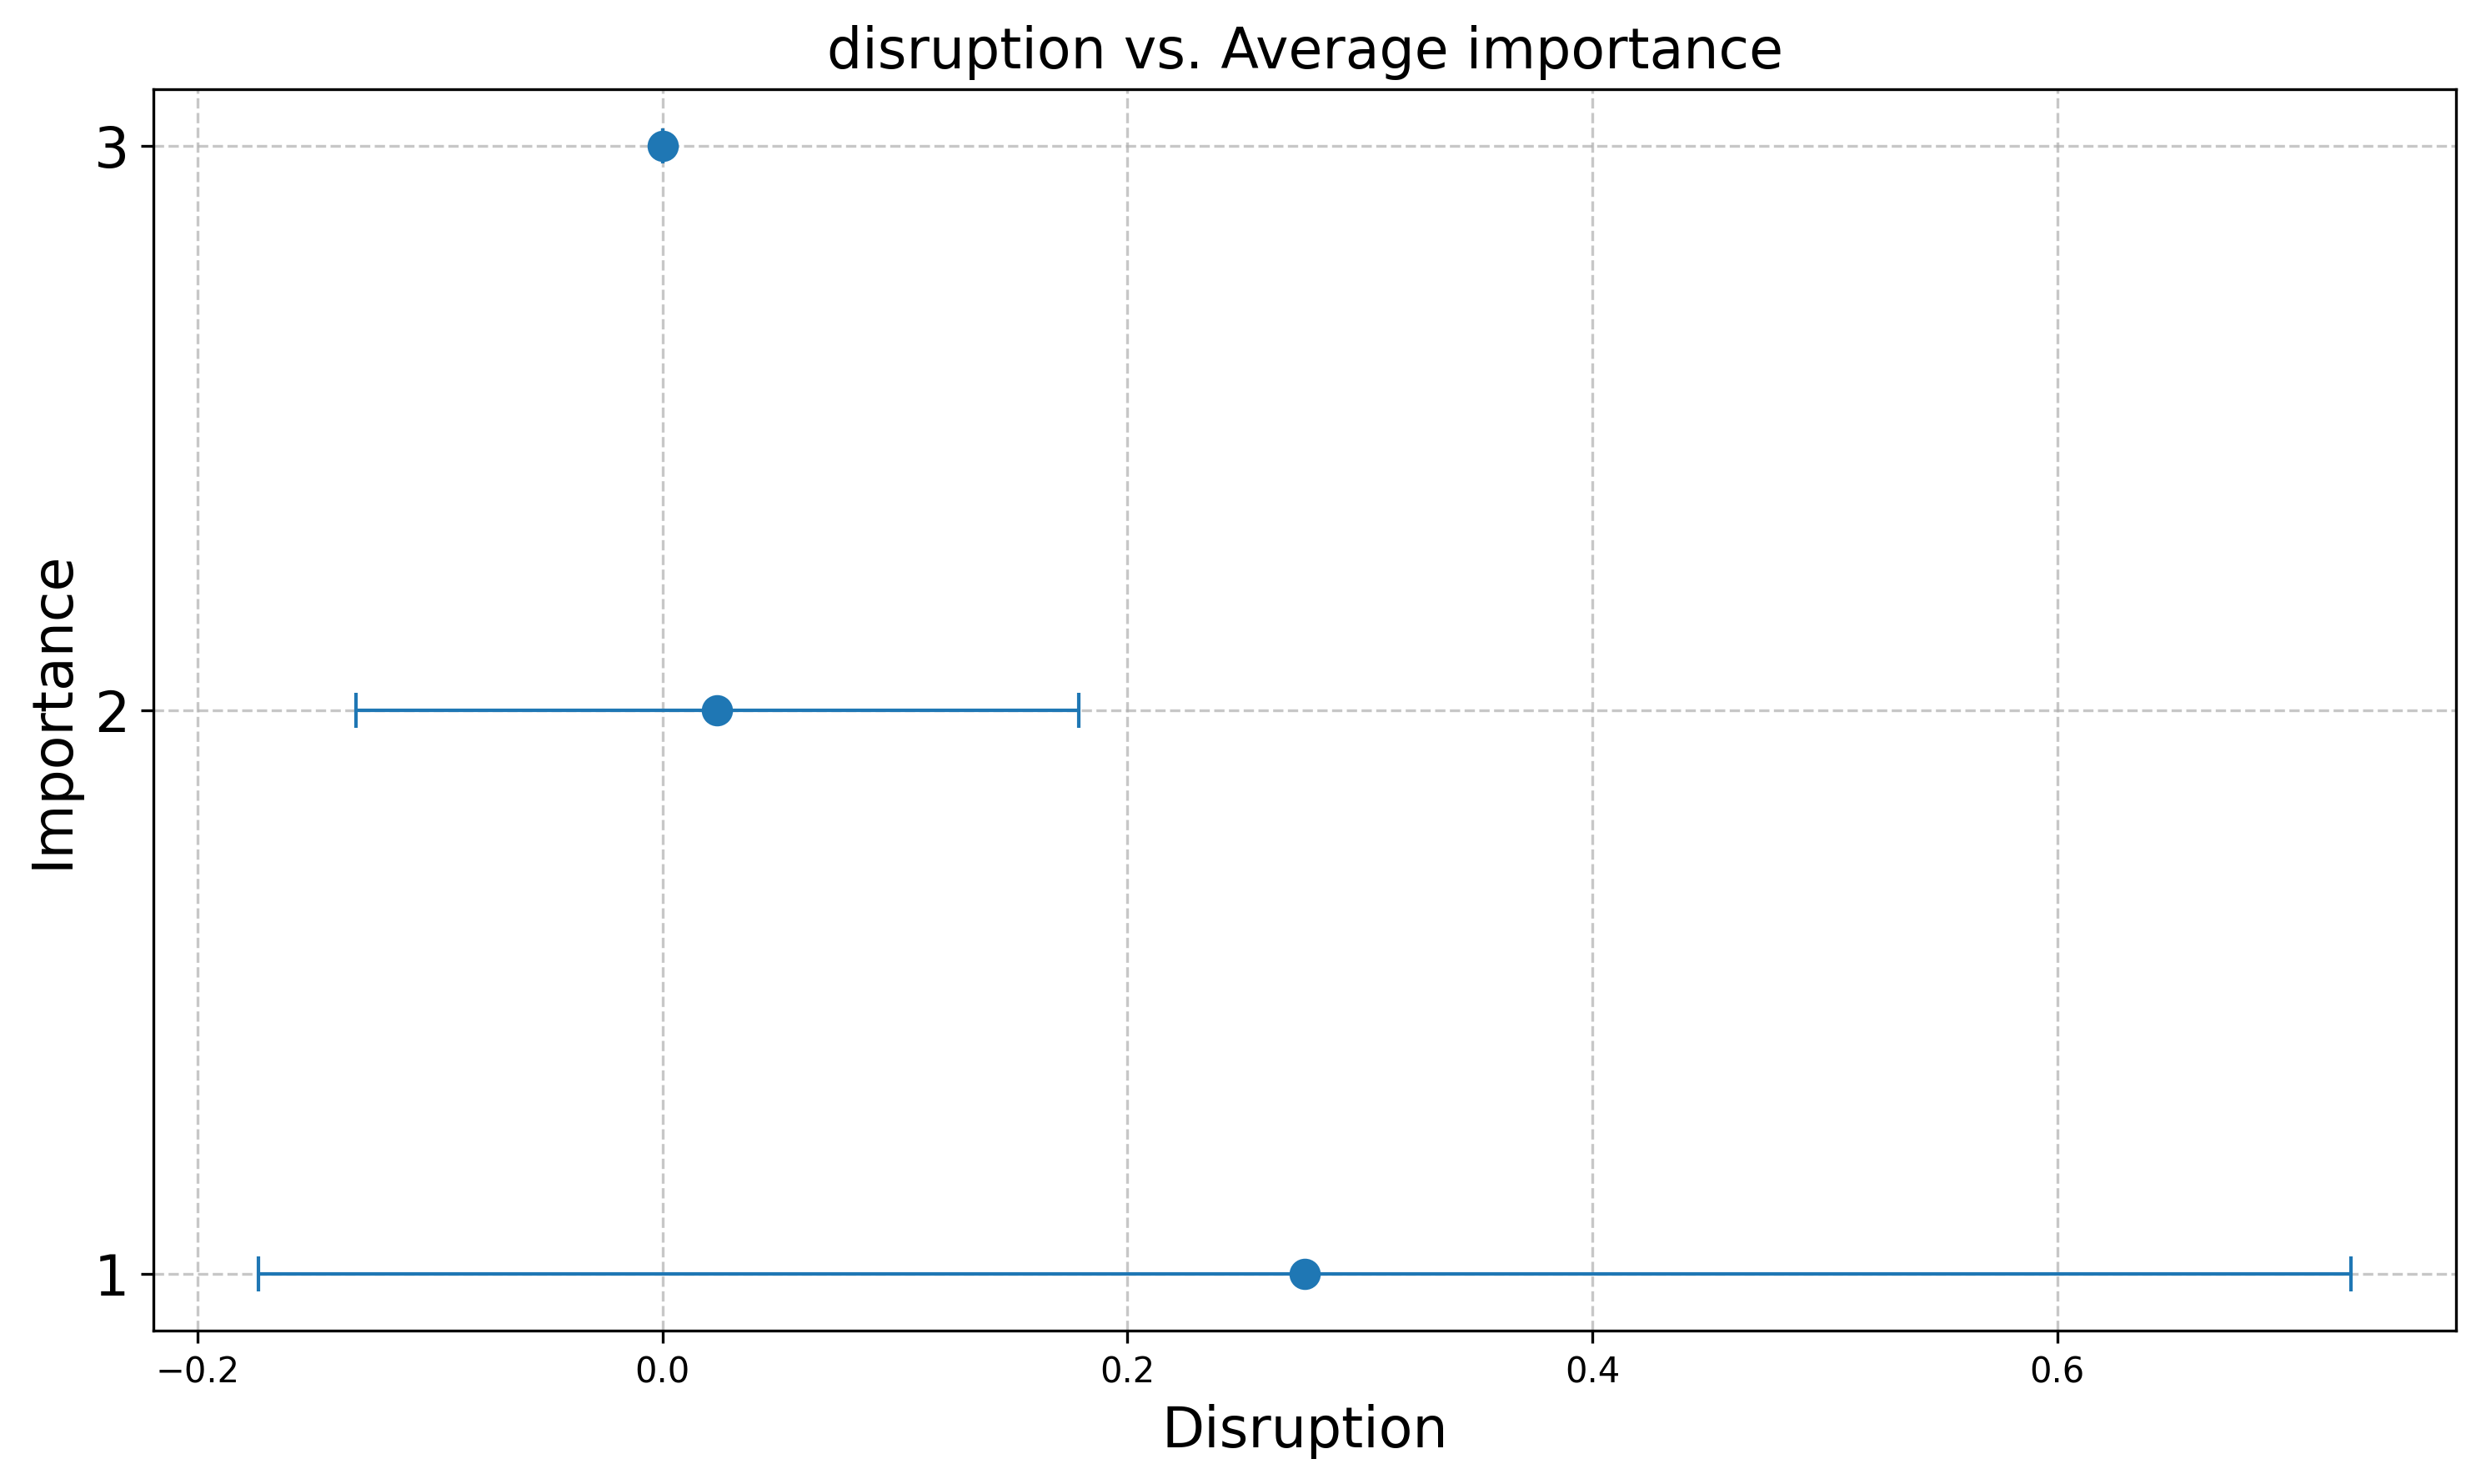 disruption vs. Average importance
3
2
1
Importance
−0.2 0.0 0.2 0.4 0.6
Disruption